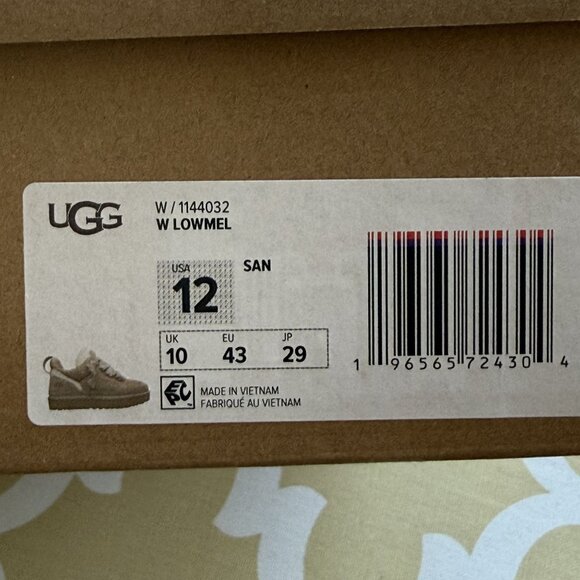 UGG
W / 1144032
W LOWMEL
USA
12
SAN
UK EU JP
10 43 29
EPC
MADE IN VIETNAM
FABRIQUÉ AU VIETNAM
1 96565 72430 4